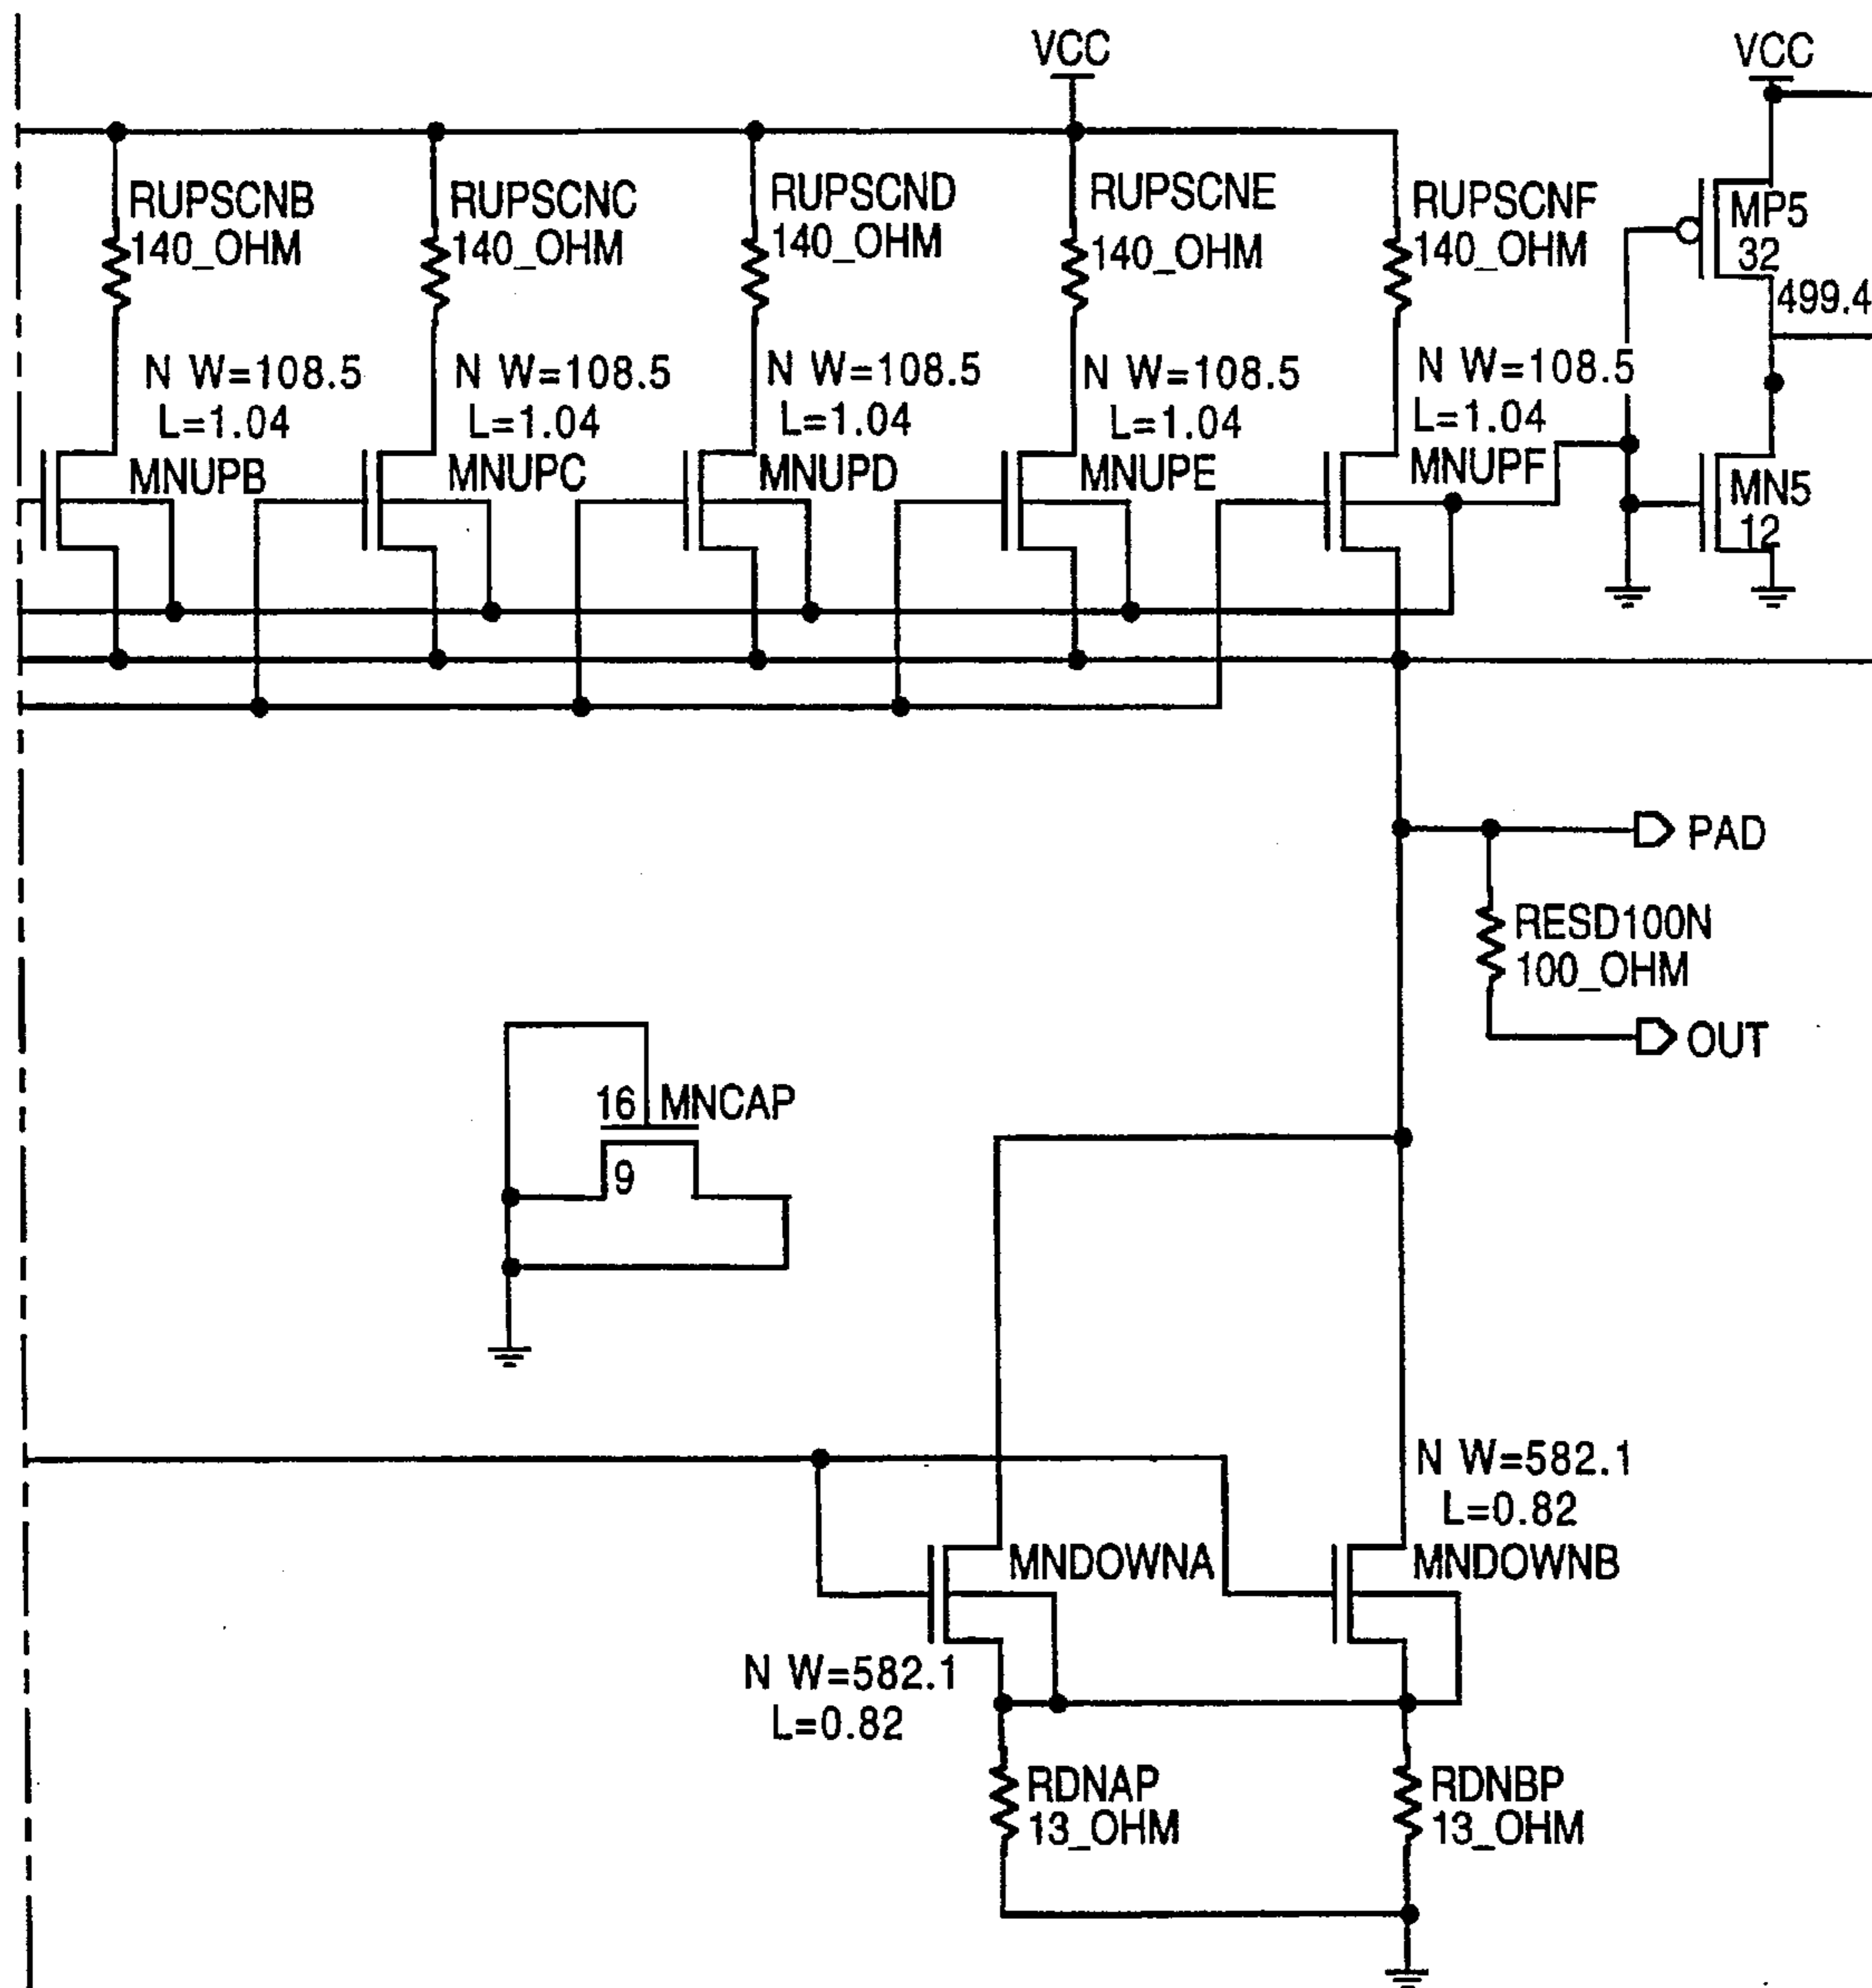 VCC
VCC
RUPSCNB
140_OHM
RUPSCNC
140_OHM
RUPSCND
140_OHM
RUPSCNE
140_OHM
RUPSCNF
140_OHM
MP5
32
499.4
N W=108.5
L=1.04
MNUPB
N W=108.5
L=1.04
MNUPC
N W=108.5
L=1.04
MNUPD
N W=108.5
L=1.04
MNUPE
N W=108.5
L=1.04
MNUPF
MN5
12
PAD
RESD100N
100_OHM
OUT
16 MNCAP
9
N W=582.1
L=0.82
MNDOWNA
MNDOWNB
N W=582.1
L=0.82
RDNAP
13_OHM
RDNBP
13_OHM